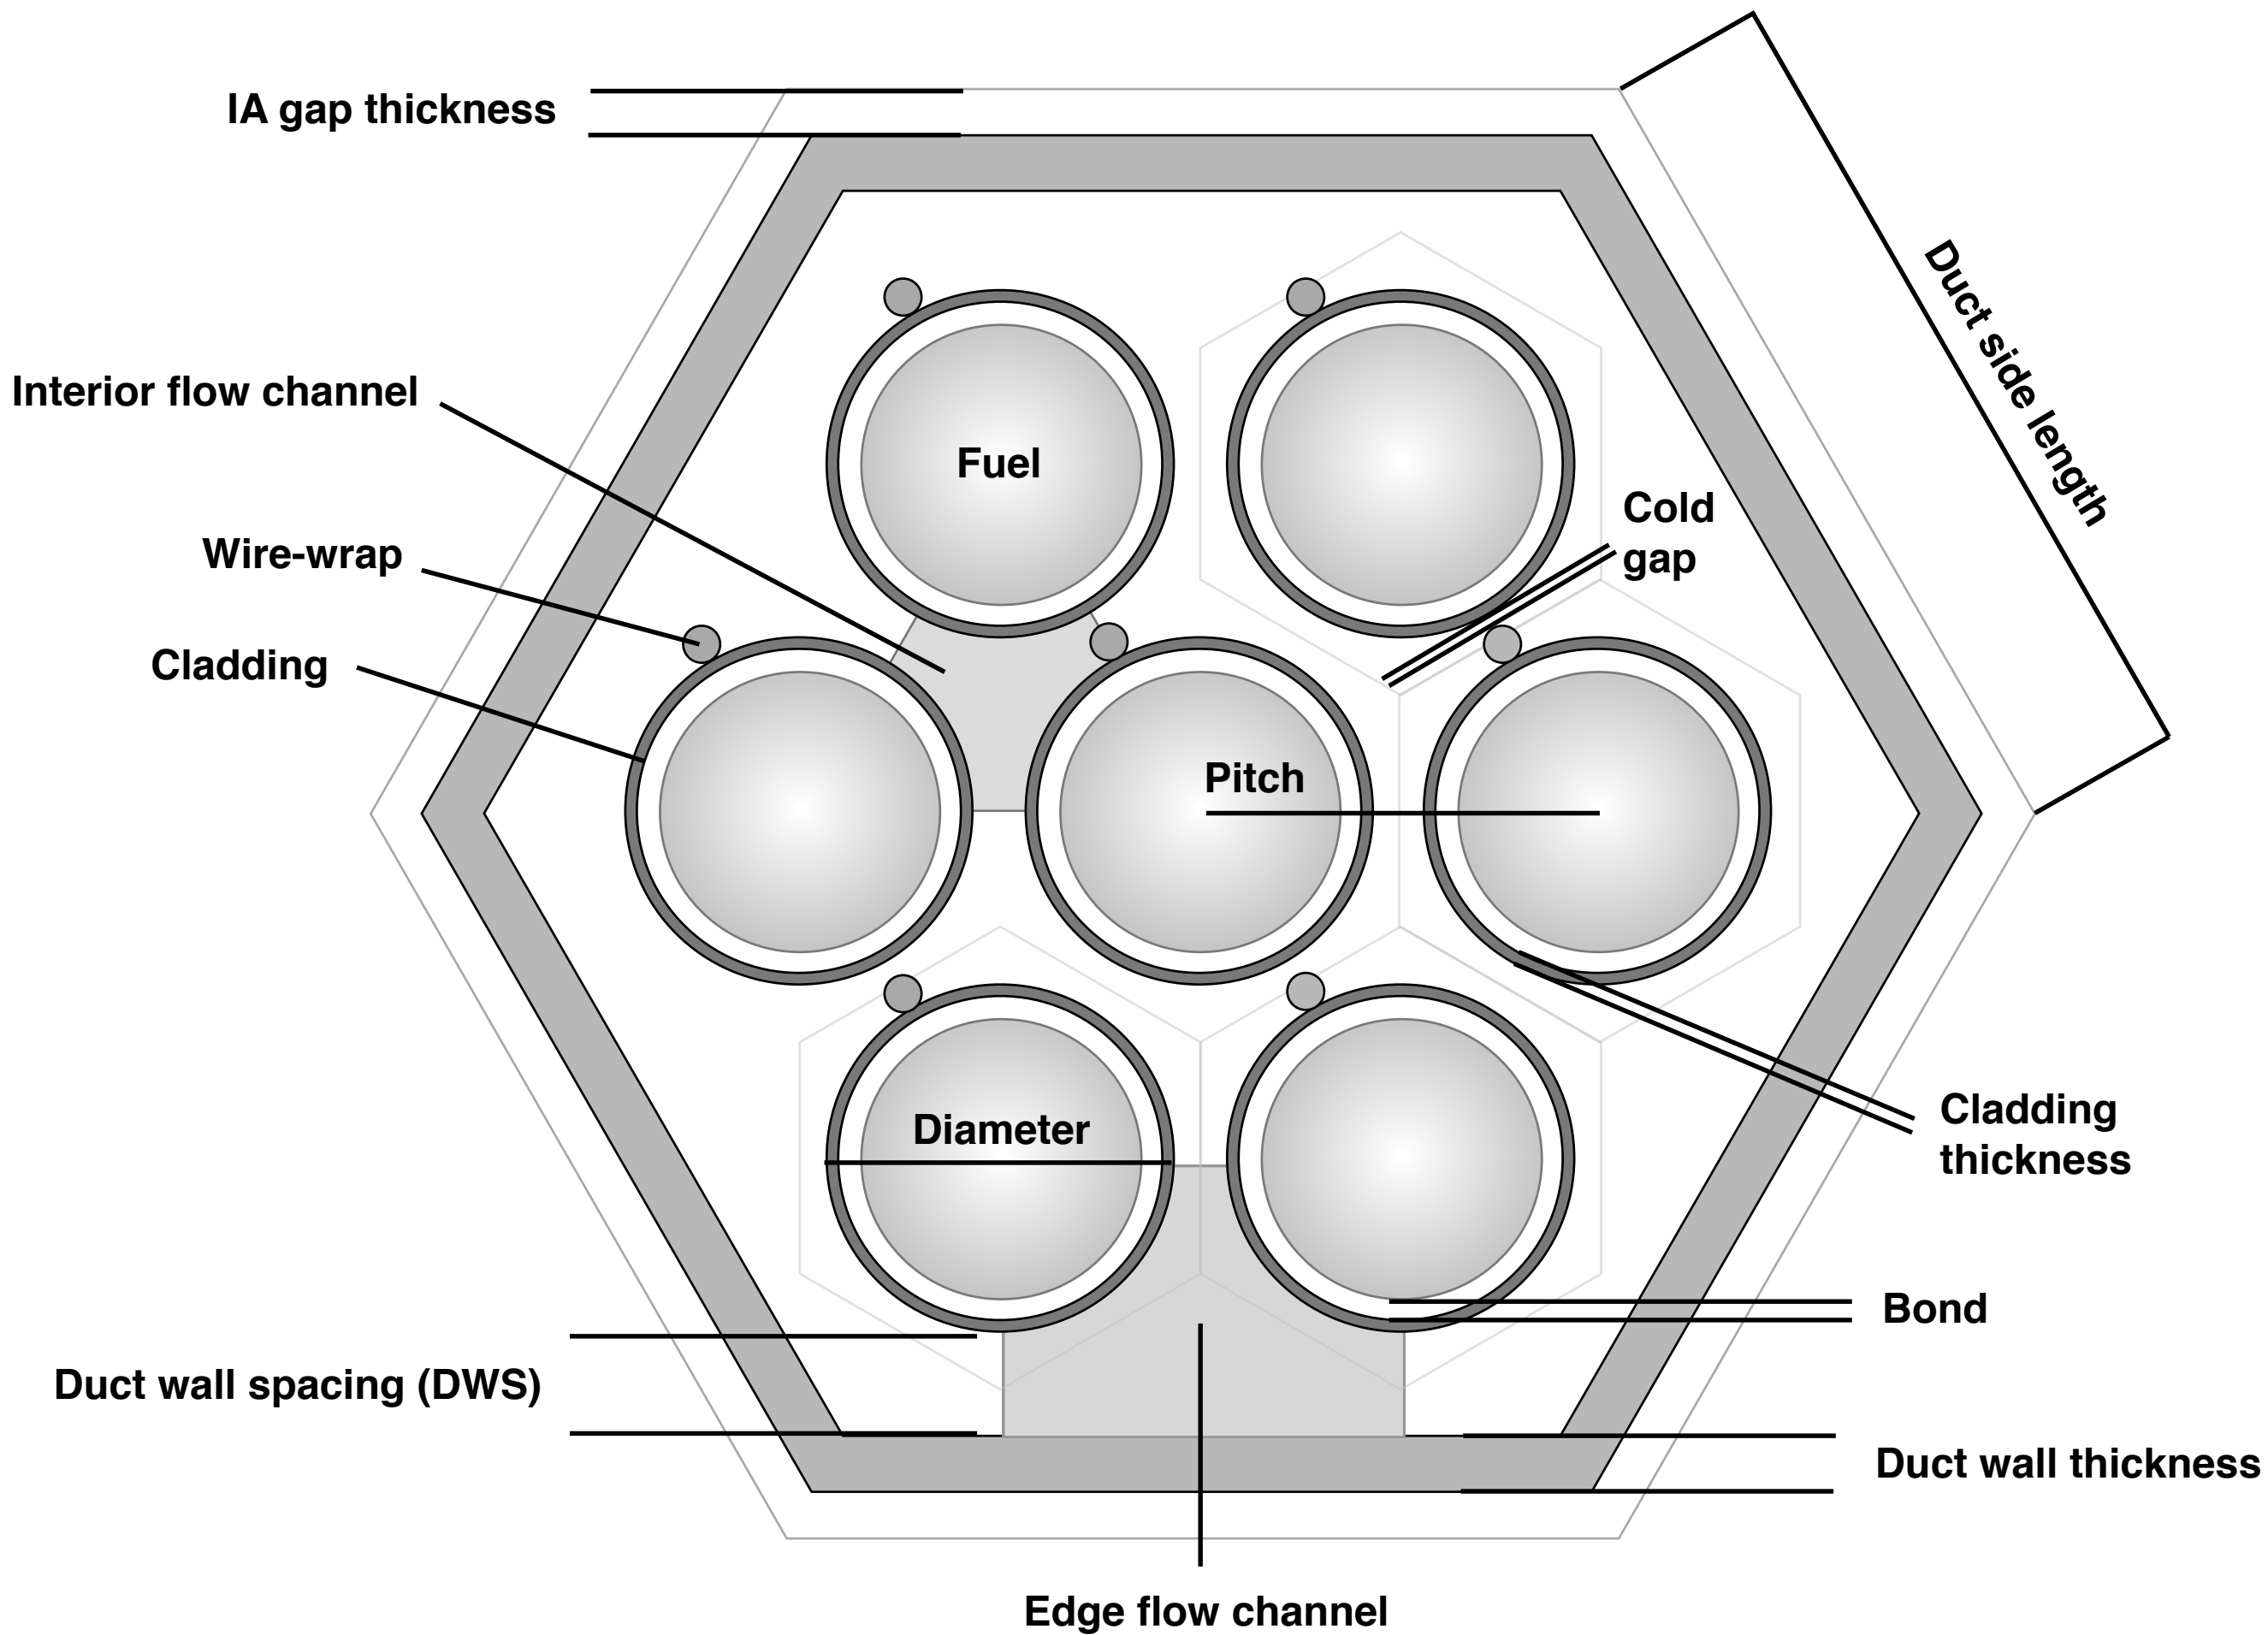 IA gap thickness
Duct side length
Interior flow channel
Fuel
Cold
gap
Wire-wrap
Cladding
Pitch
Diameter
Cladding
thickness
Bond
Duct wall spacing (DWS)
Duct wall thickness
Edge flow channel